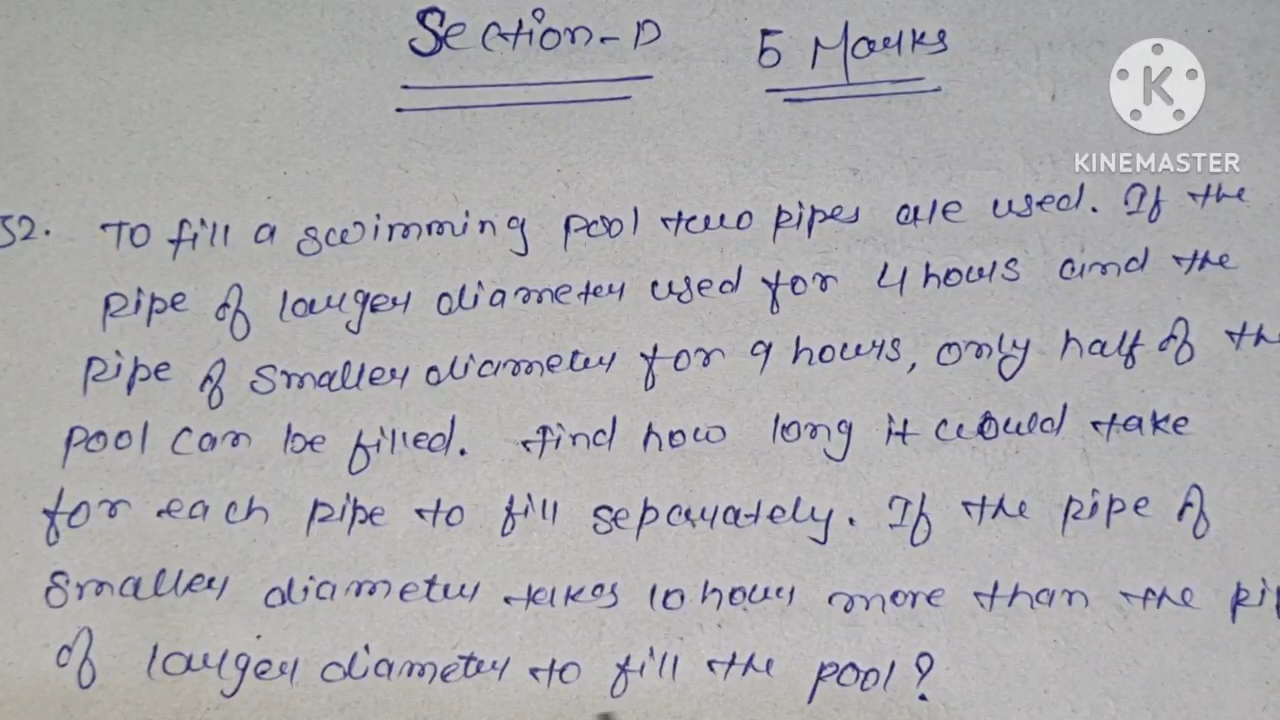 Section-D 5 Marks
KINEMASTER
32. To fill a swimming pool two pipes are used. If the
pipe of larger diameter used for 4 hours and the
pipe of smaller diameter for 9 hours, only half of th
pool can be filled. find how long it would take
for each pipe to fill separately. If the pipe of
smaller diameter takes 10 hours more than the pi
of larger diameter to fill the pool?